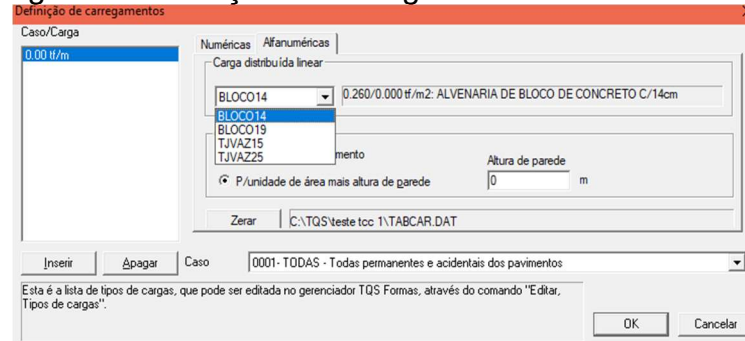 Definição de carregamentos
Caso/Carga
0.00 tf/m
Numéricas Alfanuméricas
Carga distribuída linear
BLOCO14 0.260/0.000 tf/m2: ALVENARIA DE BLOCO DE CONCRETO C/14cm
BLOCO14
BLOCO19
TJVAZ15
TJVAZ25
Altura de parede
P/unidade de área mais altura de parede 0 m
Zerar C:\TQS\teste tcc 1\TABCAR.DAT
Inserir Apagar Caso 0001- TODAS - Todas permanentes e acidentais dos pavimentos
Esta é a lista de tipos de cargas, que pode ser editada no gerenciador TQS Formas, através do comando "Editar,
Tipos de cargas".
OK Cancelar